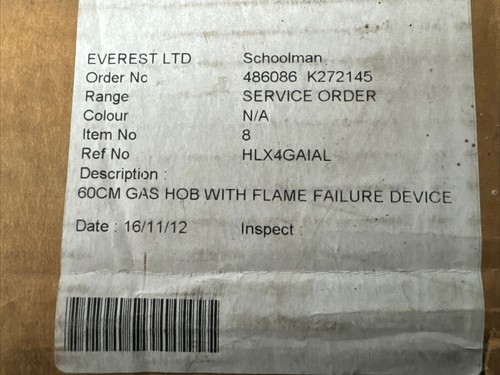 EVEREST LTD Schoolman
Order No 486086 K272145
Range SERVICE ORDER
Colour N/A
Item No 8
Ref No HLX4GAIAL
Description :
60CM GAS HOB WITH FLAME FAILURE DEVICE
Date : 16/11/12 Inspect :